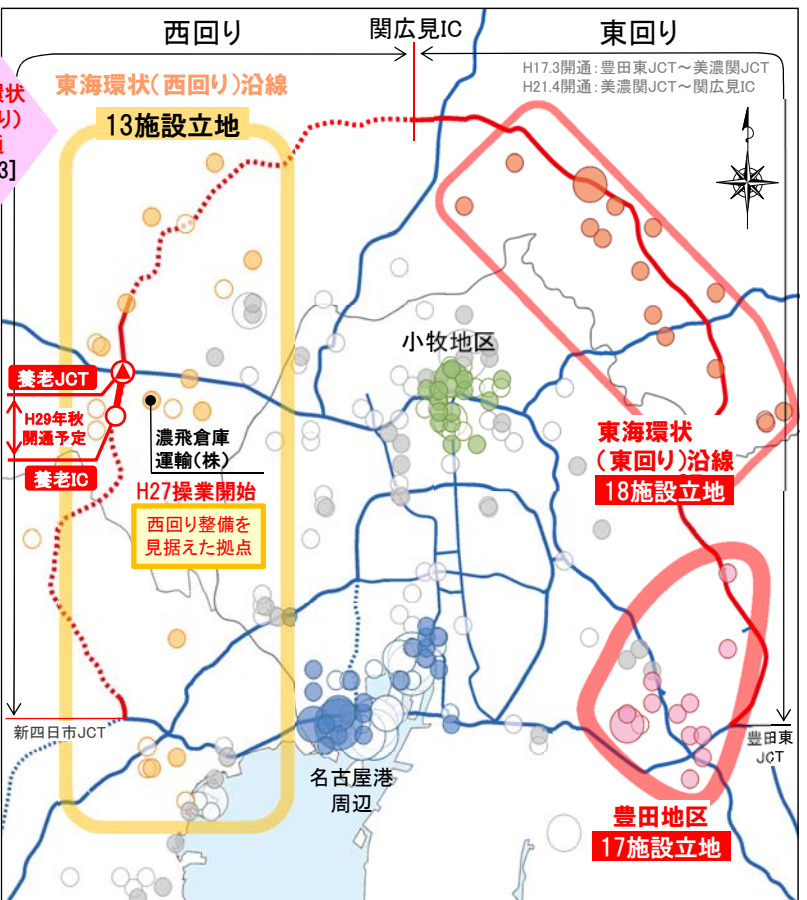 西回り
関広見IC
東回り
H17.3開通：豊田東JCT～美濃関JCT
H21.4開通：美濃関JCT～関広見IC
東海環状(西回り)沿線
13施設立地
状
り)
3]
小牧地区
養老JCT
H29年秋
開通予定
養老IC
濃飛倉庫
運輸(株)
H27操業開始
西回り整備を
見据えた拠点
東海環状
(東回り)沿線
18施設立地
新四日市JCT
名古屋港
周辺
豊田東
JCT
豊田地区
17施設立地